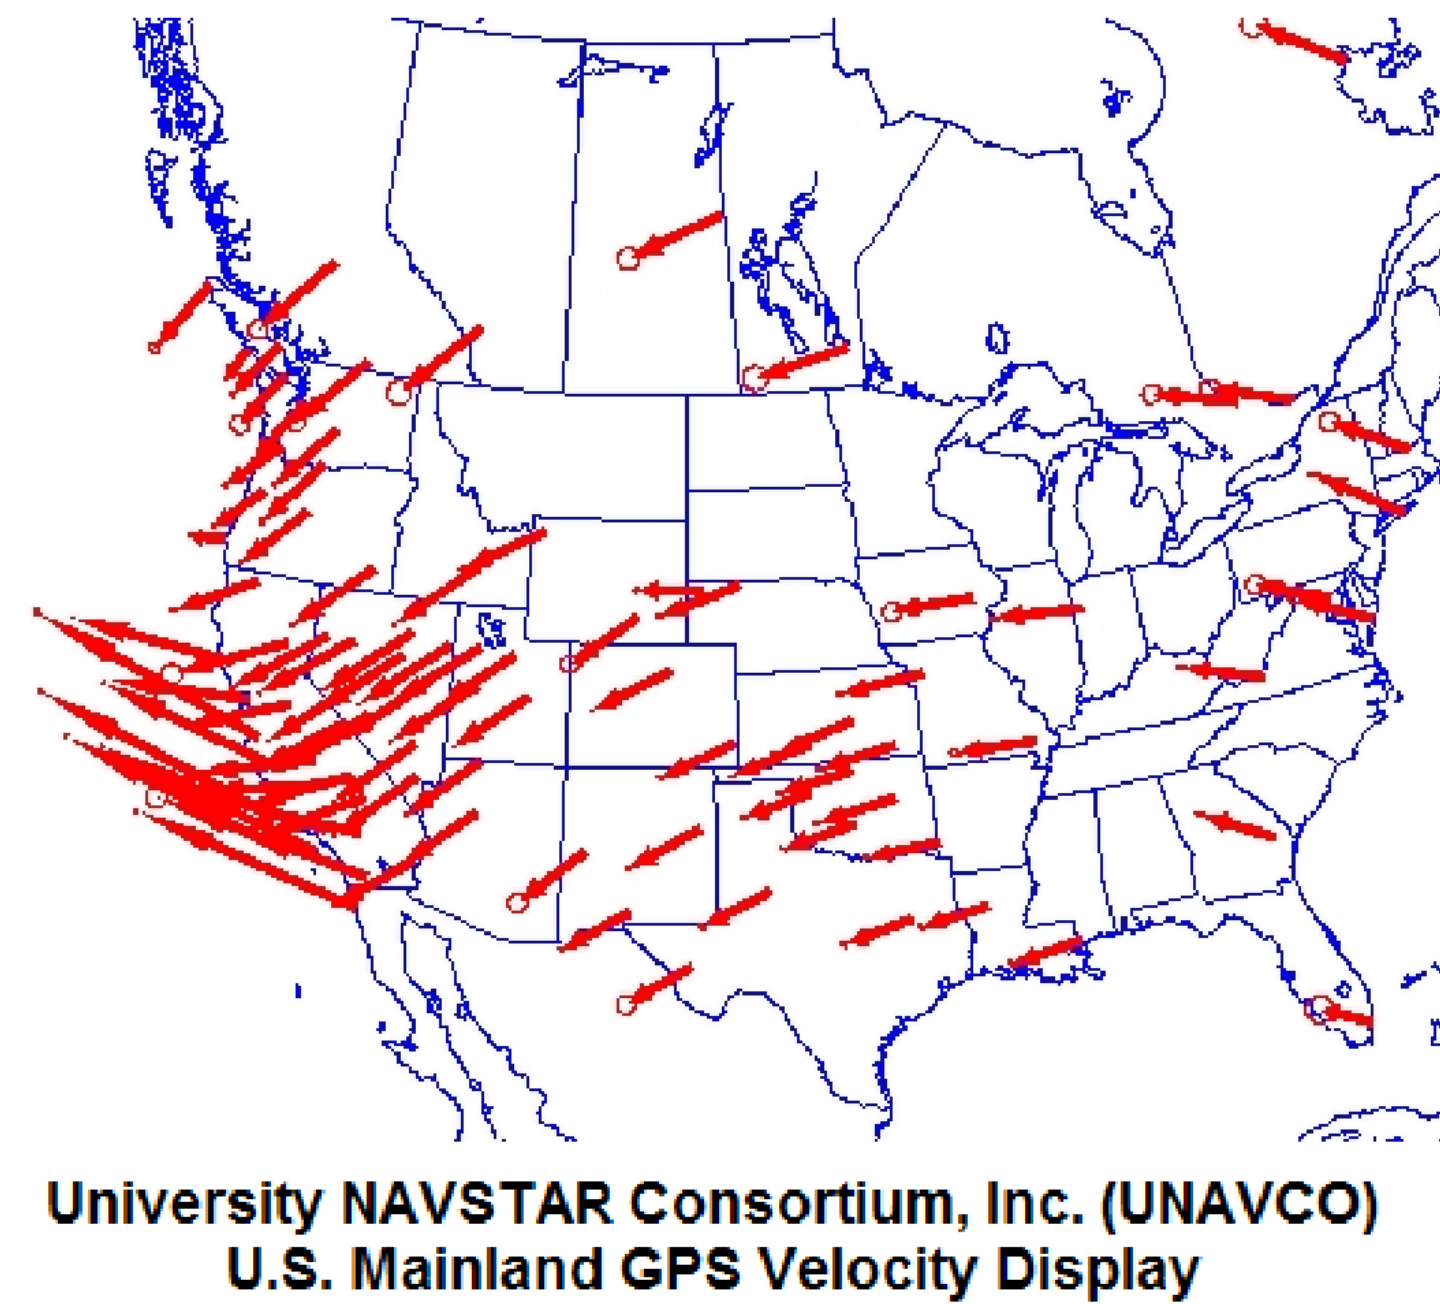 University NAVSTAR Consortium, Inc. (UNAVCO)
U.S. Mainland GPS Velocity Display